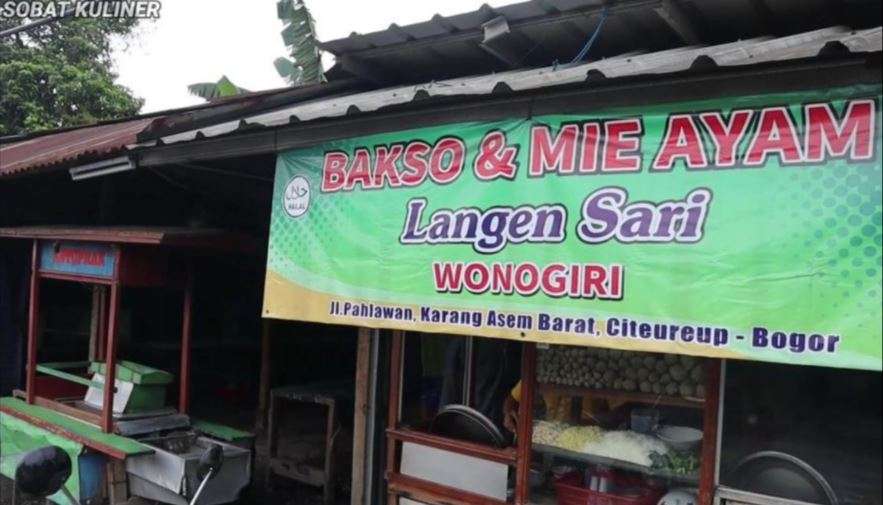 SOBAT KULINER
BAKSO & MIE AYAM
HALAL
Langen Sari
WONOGIRI
Jl.Pahlawan, Karang Asem Barat, Citeureup - Bogor